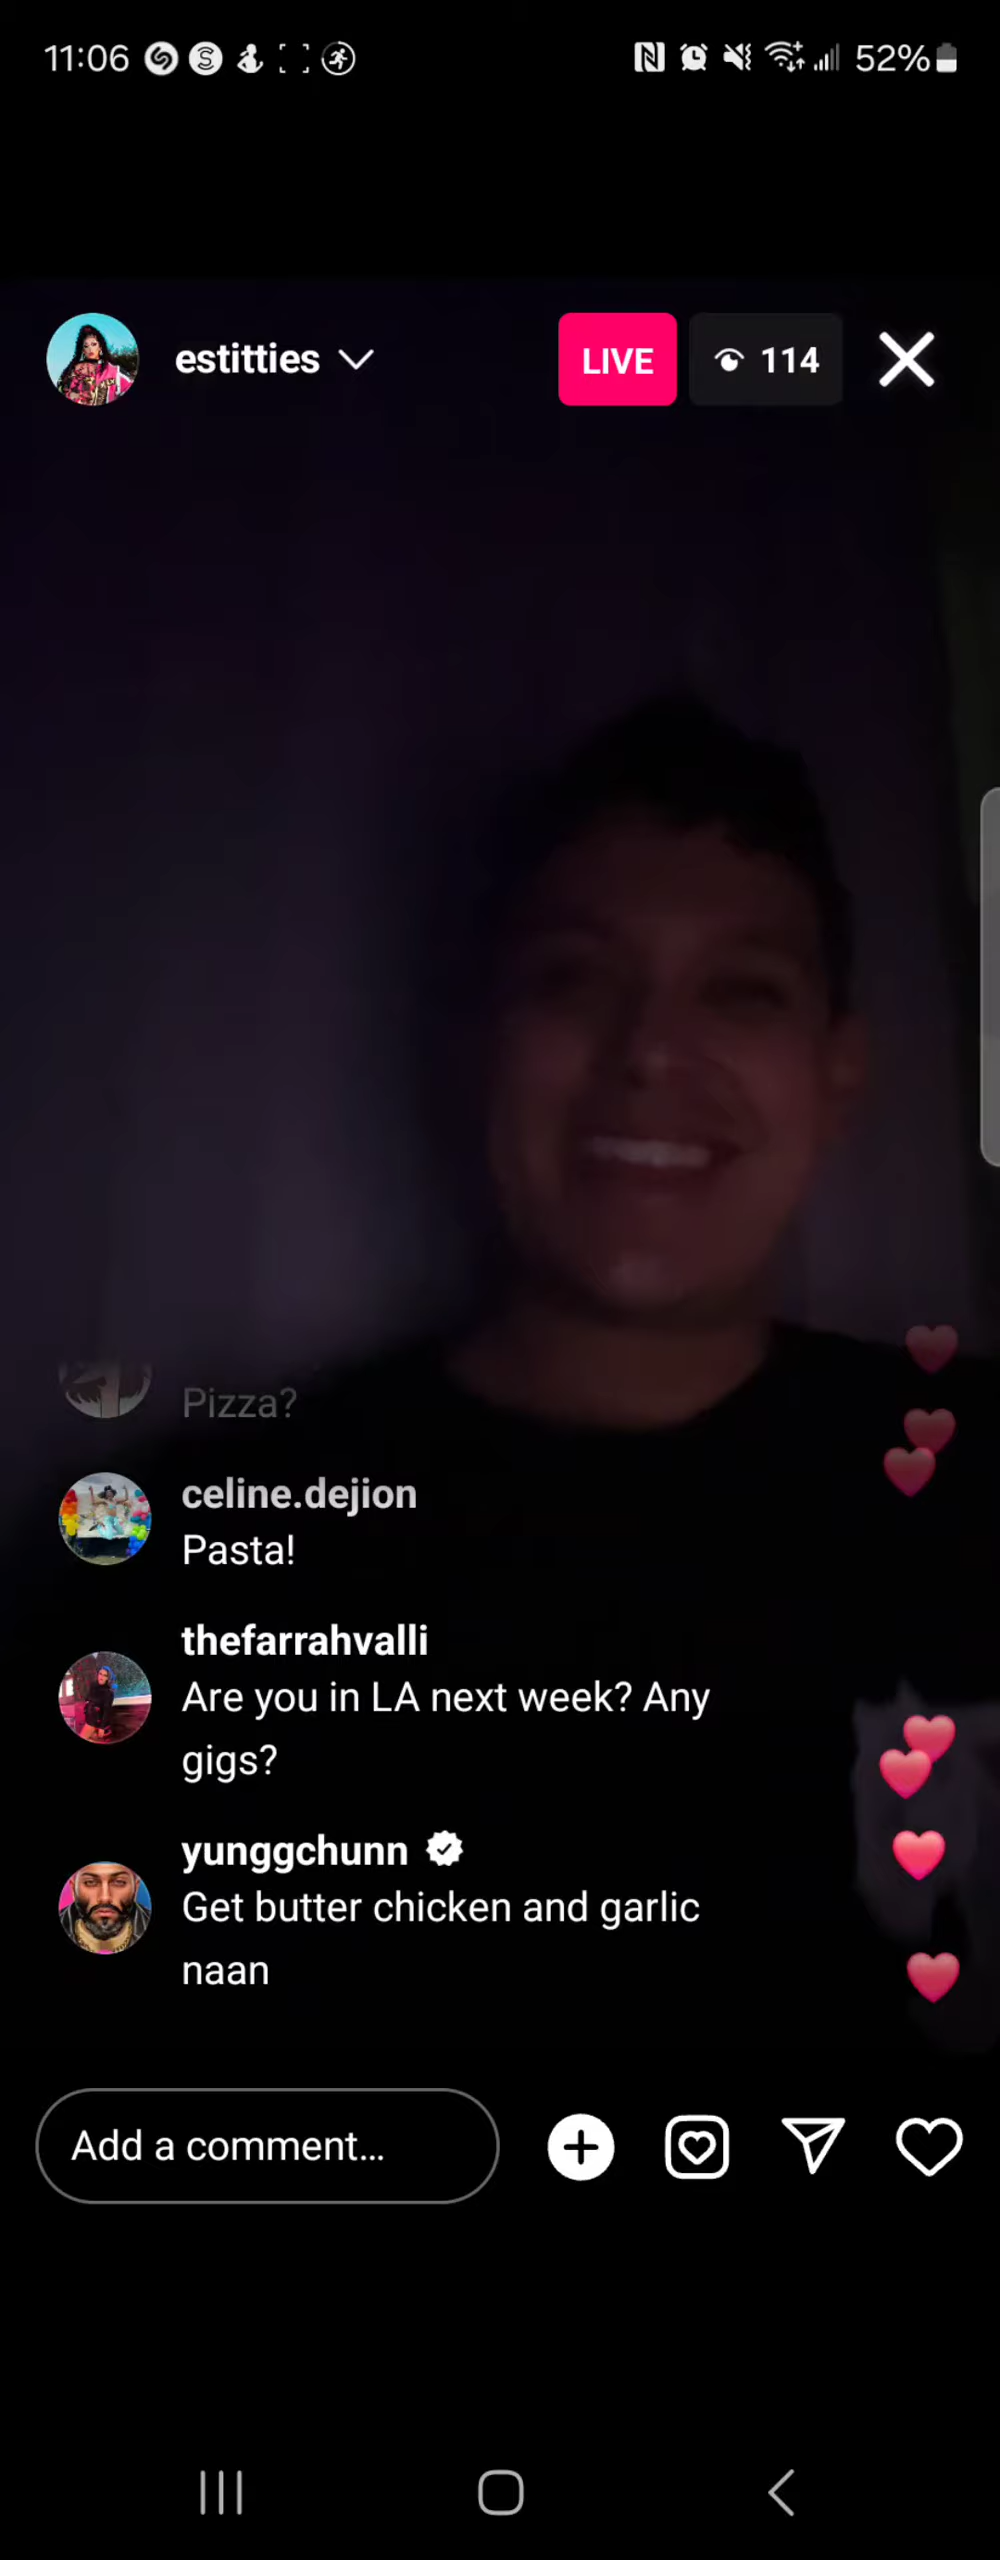 11:06
52%
estitties
LIVE
114
Pizza?
celine.dejion
Pasta!
thefarrahvalli
Are you in LA next week? Any
gigs?
yunggchunn
Get butter chicken and garlic
naan
Add a comment...